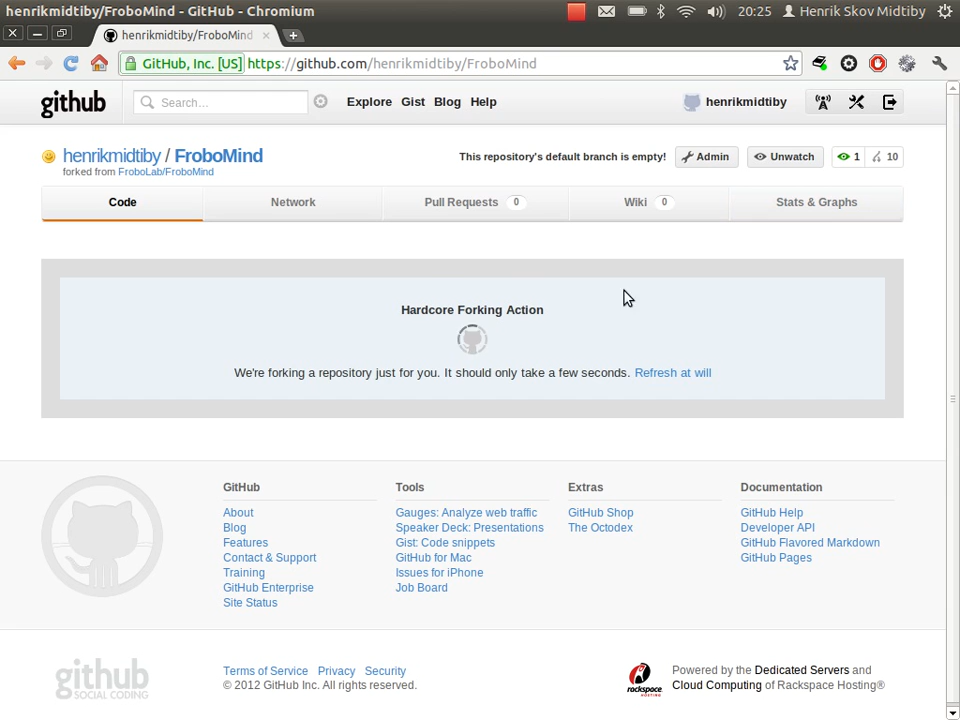 henrikmidtiby/FroboMind - GitHub - Chromium 20:25 Henrik Skov Midtiby
henrikmidtiby/FroboMind
GitHub, Inc. [US] https://github.com/henrikmidtiby/FroboMind
github Search… Explore Gist Blog Help henrikmidtiby
henrikmidtiby / FroboMind This repository's default branch is empty! Admin Unwatch 1 10
forked from FroboLab/FroboMind
Code Network Pull Requests 0 Wiki 0 Stats & Graphs
Hardcore Forking Action
We're forking a repository just for you. It should only take a few seconds. Refresh at will
GitHub
About
Blog
Features
Contact & Support
Training
GitHub Enterprise
Site Status
Tools
Gauges: Analyze web traffic
Speaker Deck: Presentations
Gist: Code snippets
GitHub for Mac
Issues for iPhone
Job Board
Extras
GitHub Shop
The Octodex
Documentation
GitHub Help
Developer API
GitHub Flavored Markdown
GitHub Pages
github
SOCIAL CODING
Terms of Service Privacy Security
© 2012 GitHub Inc. All rights reserved.
rackspace
HOSTING
Powered by the Dedicated Servers and
Cloud Computing of Rackspace Hosting®